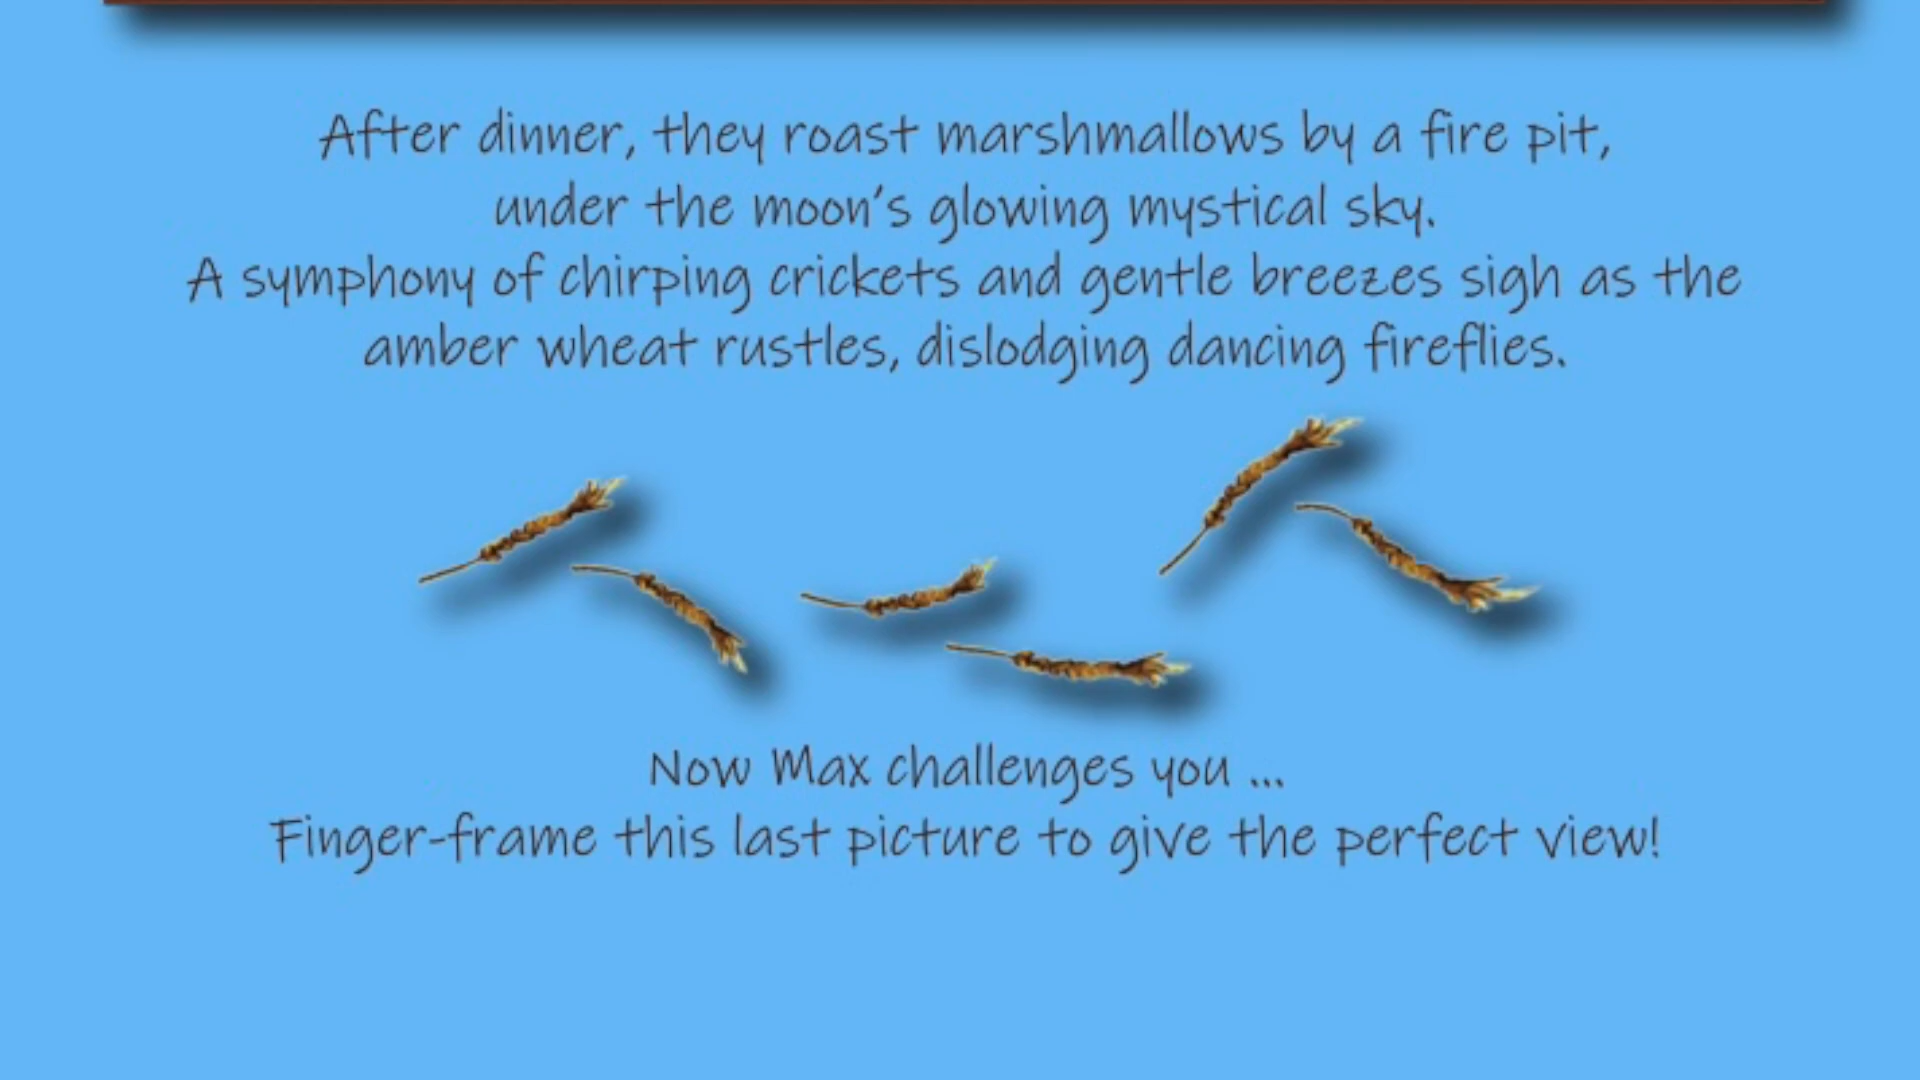 After dinner, they roast marshmallows by a fire pit,
under the moon's glowing mystical sky.
A symphony of chirping crickets and gentle breezes sigh as the
amber wheat rustles, dislodging dancing fireflies.
Now Max challenges you ...
Finger-frame this last picture to give the perfect view!